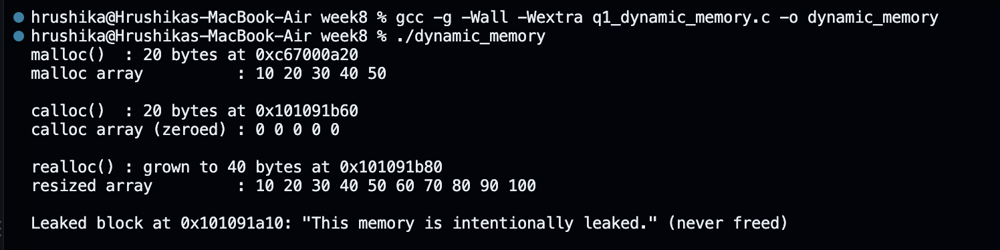 hrushika@Hrushikas-MacBook-Air week8 % gcc -g -Wall -Wextra q1_dynamic_memory.c -o dynamic_memory
hrushika@Hrushikas-MacBook-Air week8 % ./dynamic_memory
malloc()  : 20 bytes at 0xc67000a20
malloc array          : 10 20 30 40 50

calloc()  : 20 bytes at 0x101091b60
calloc array (zeroed) : 0 0 0 0 0

realloc() : grown to 40 bytes at 0x101091b80
resized array         : 10 20 30 40 50 60 70 80 90 100

Leaked block at 0x101091a10: "This memory is intentionally leaked." (never freed)